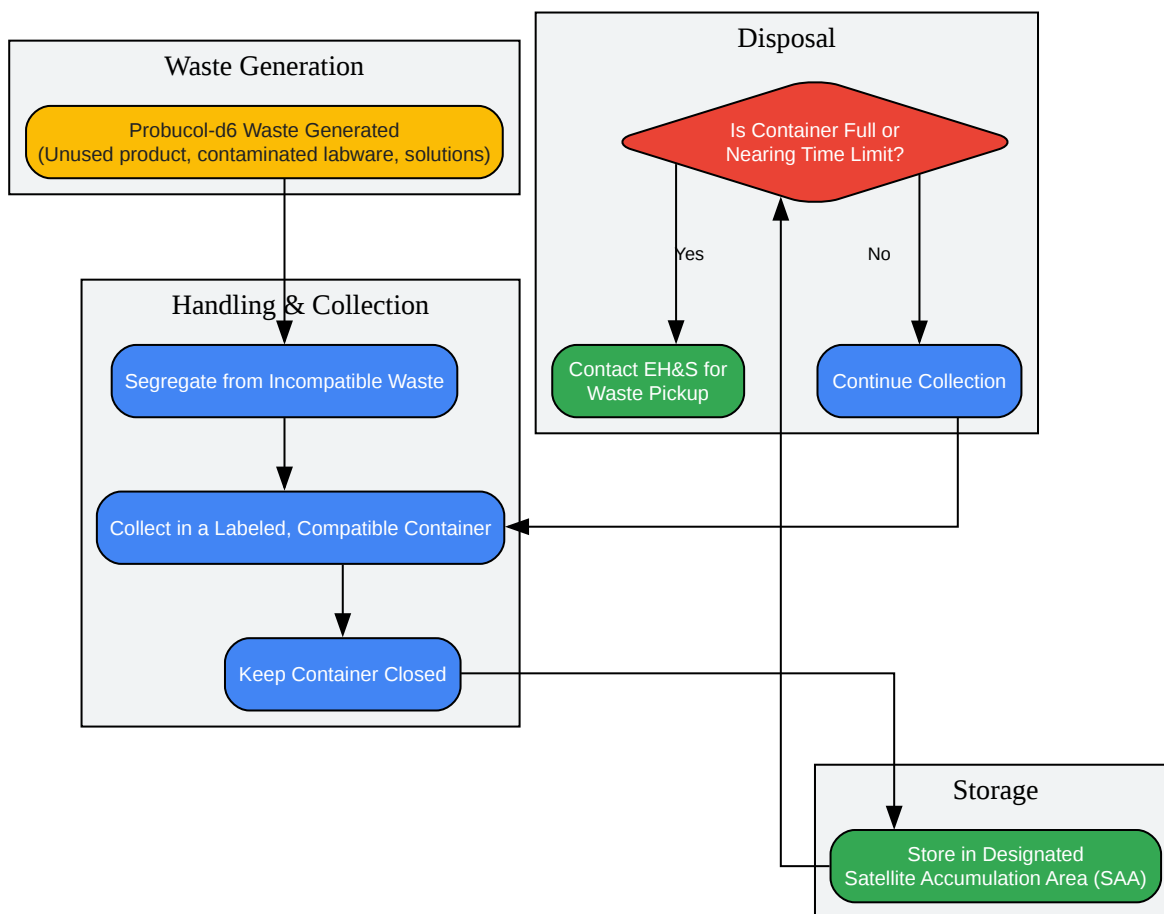 Waste Generation
Probucol-d6 Waste Generated
(Unused product, contaminated labware, solutions)
Handling & Collection
Segregate from Incompatible Waste
Collect in a Labeled, Compatible Container
Keep Container Closed
Disposal
Is Container Full or
Nearing Time Limit?
Yes
No
Contact EH&S for
Waste Pickup
Continue Collection
Storage
Store in Designated
Satellite Accumulation Area (SAA)